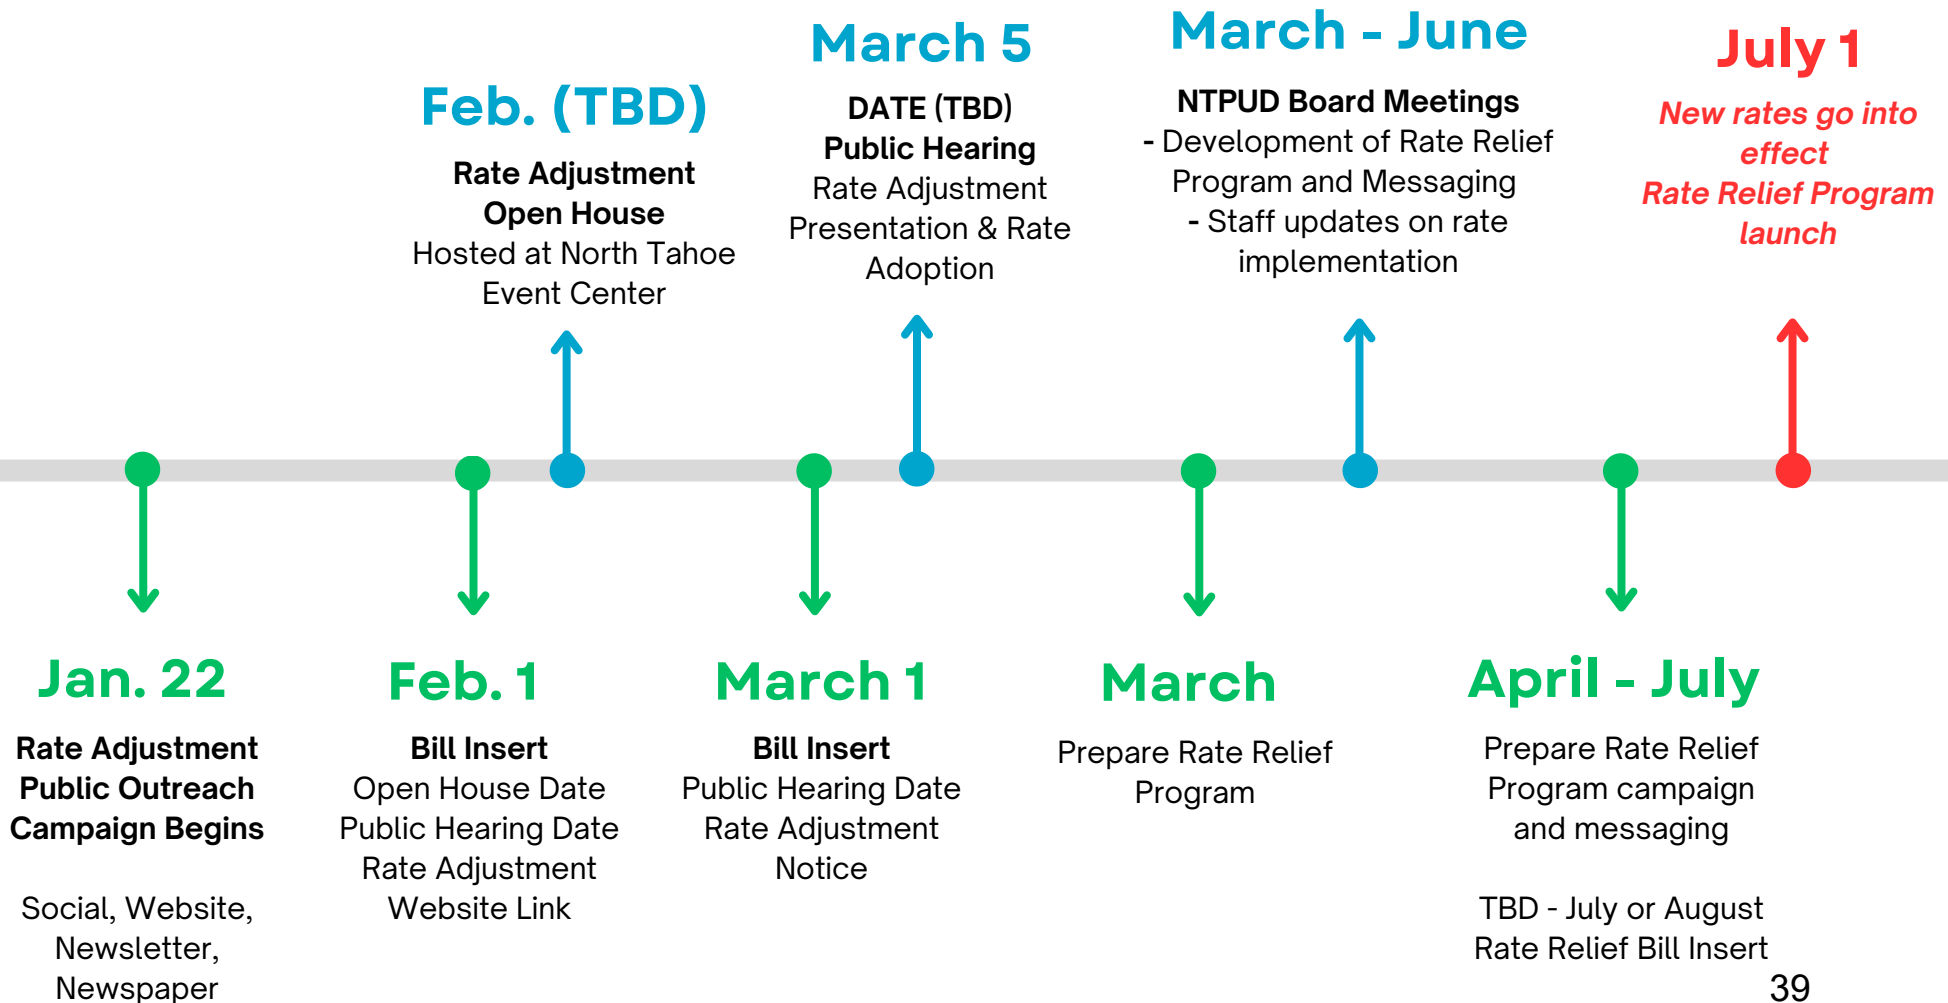 Feb. (TBD)
Rate Adjustment
Open House
Hosted at North Tahoe
Event Center
March 5
DATE (TBD)
Public Hearing
Rate Adjustment
Presentation & Rate
Adoption
March - June
NTPUD Board Meetings
- Development of Rate Relief
Program and Messaging
- Staff updates on rate
implementation
July 1
New rates go into
effect
Rate Relief Program
launch
Jan. 22
Rate Adjustment
Public Outreach
Campaign Begins
Social, Website,
Newsletter,
Newspaper
Feb. 1
Bill Insert
Open House Date
Public Hearing Date
Rate Adjustment
Website Link
March 1
Bill Insert
Public Hearing Date
Rate Adjustment
Notice
March
Prepare Rate Relief
Program
April - July
Prepare Rate Relief
Program campaign
and messaging
TBD - July or August
Rate Relief Bill Insert
39